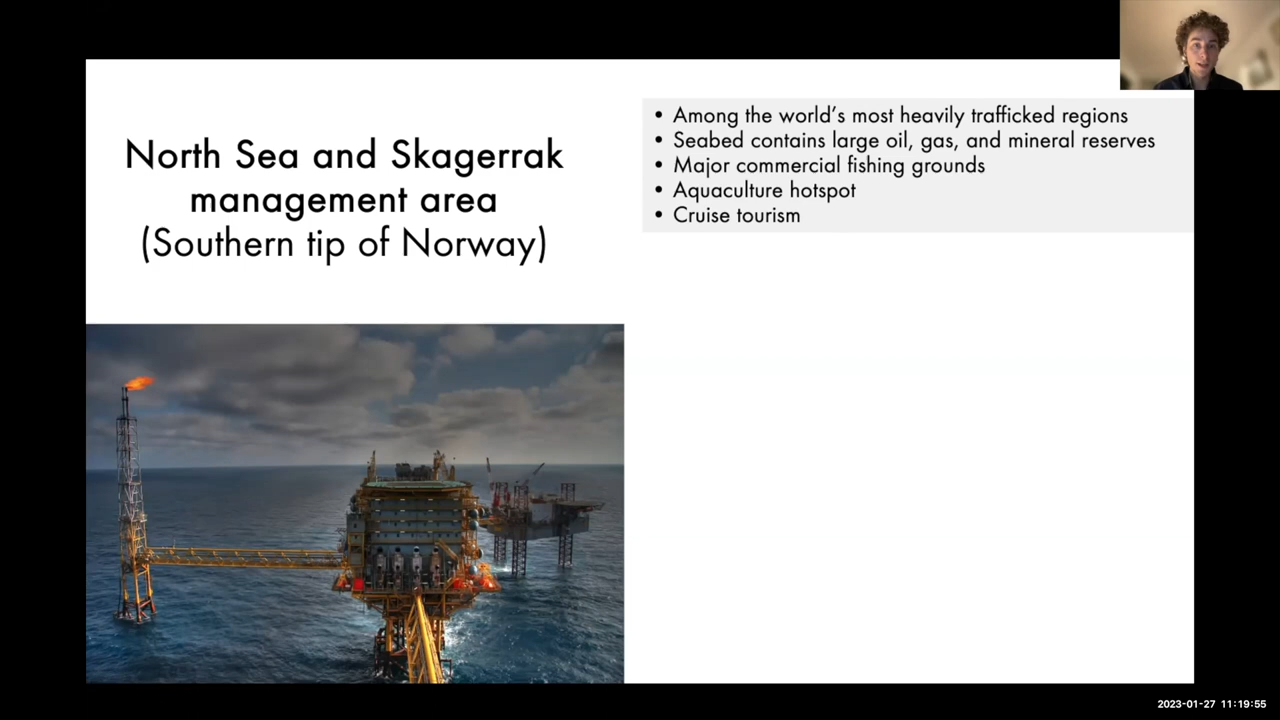 North Sea and Skagerrak
management area
(Southern tip of Norway)
• Among the world's most heavily trafficked regions
• Seabed contains large oil, gas, and mineral reserves
• Major commercial fishing grounds
• Aquaculture hotspot
• Cruise tourism
2023-01-27 11:19:55